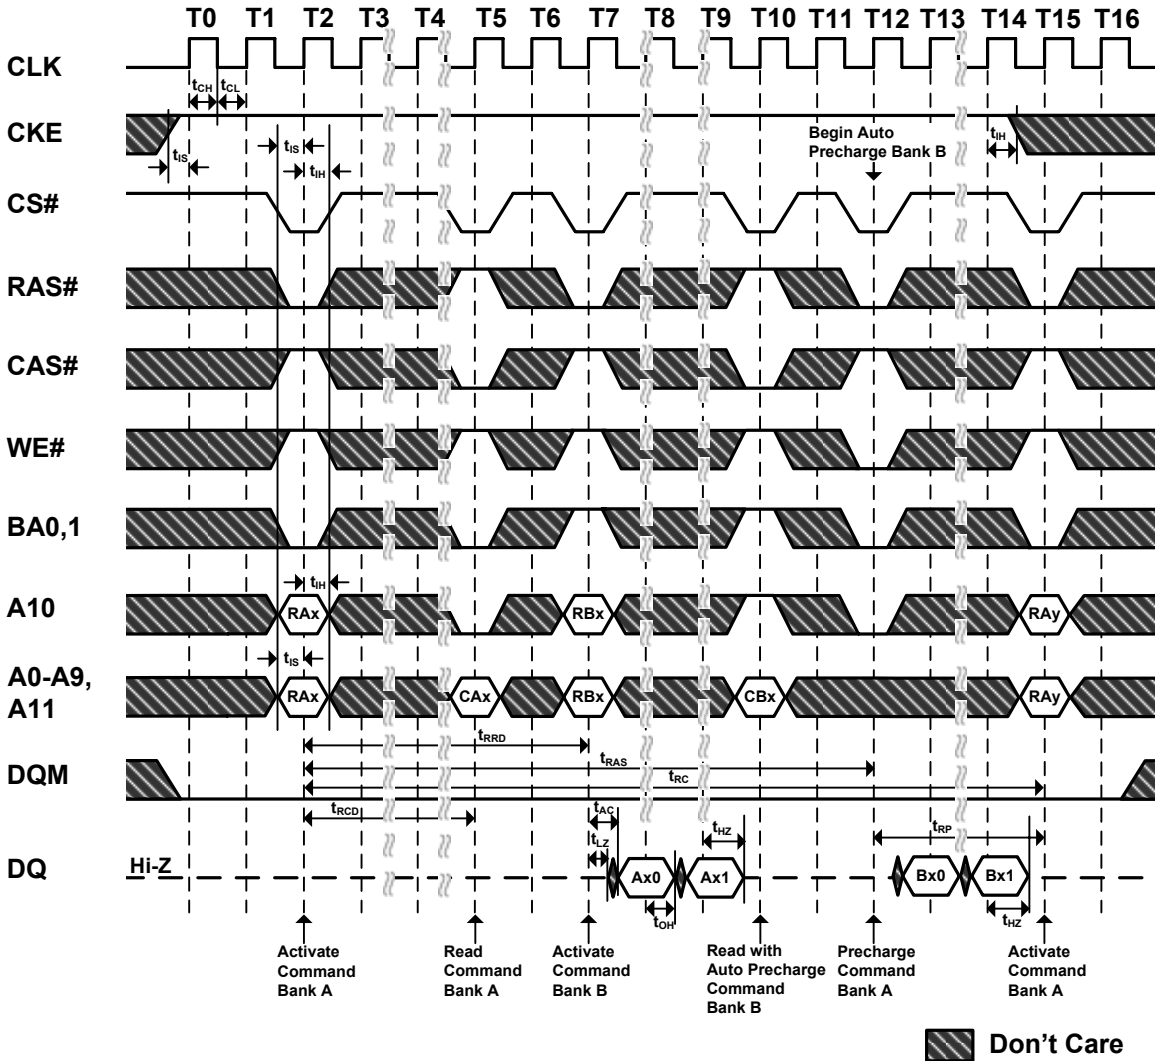 T0 T1 T2 T3 T4 T5 T6 T7 T8 T9 T10 T11 T12 T13 T14 T15 T16
CLK
tCH tCL
CKE
Begin Auto
Precharge Bank B
tIH
tIS
tIS
tIH
CS#
RAS#
CAS#
WE#
BA0,1
tIH
A10
RAx RBx RAy
tIS
A0-A9,
A11
RAx CAx RBx CBx RAy
tRRD
tRAS
DQM
tRC
tRCD
tAC
tHZ
tRP
tLZ
DQ
Hi-Z
Ax0 Ax1 Bx0 Bx1
tOH
tHZ
Activate
Command
Bank A
Read
Command
Bank A
Activate
Command
Bank B
Read with
Auto Precharge
Command
Bank B
Precharge
Command
Bank A
Activate
Command
Bank A
Don't Care